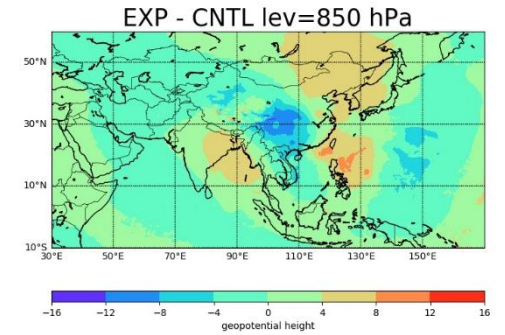 EXP - CNTL lev=850 hPa
50°N
30°N
10°N
10°S
30°E 50°E 70°E 90°E 110°E 130°E 150°E
−16 −12 −8 −4 0 4 8 12 16
geopotential height